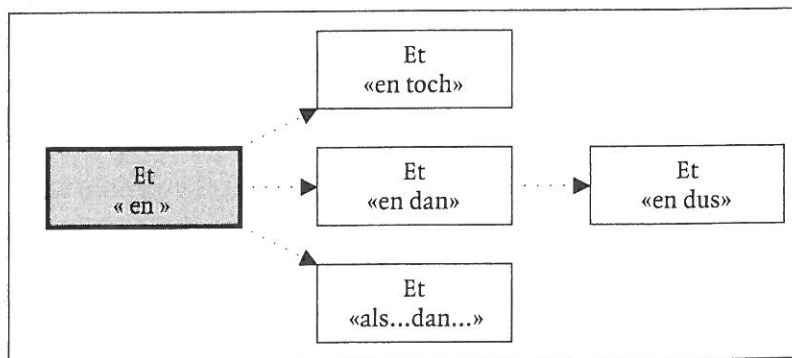 Et
«en toch»
Et
« en »
Et
«en dan»
Et
«en dus»
Et
«als...dan...»